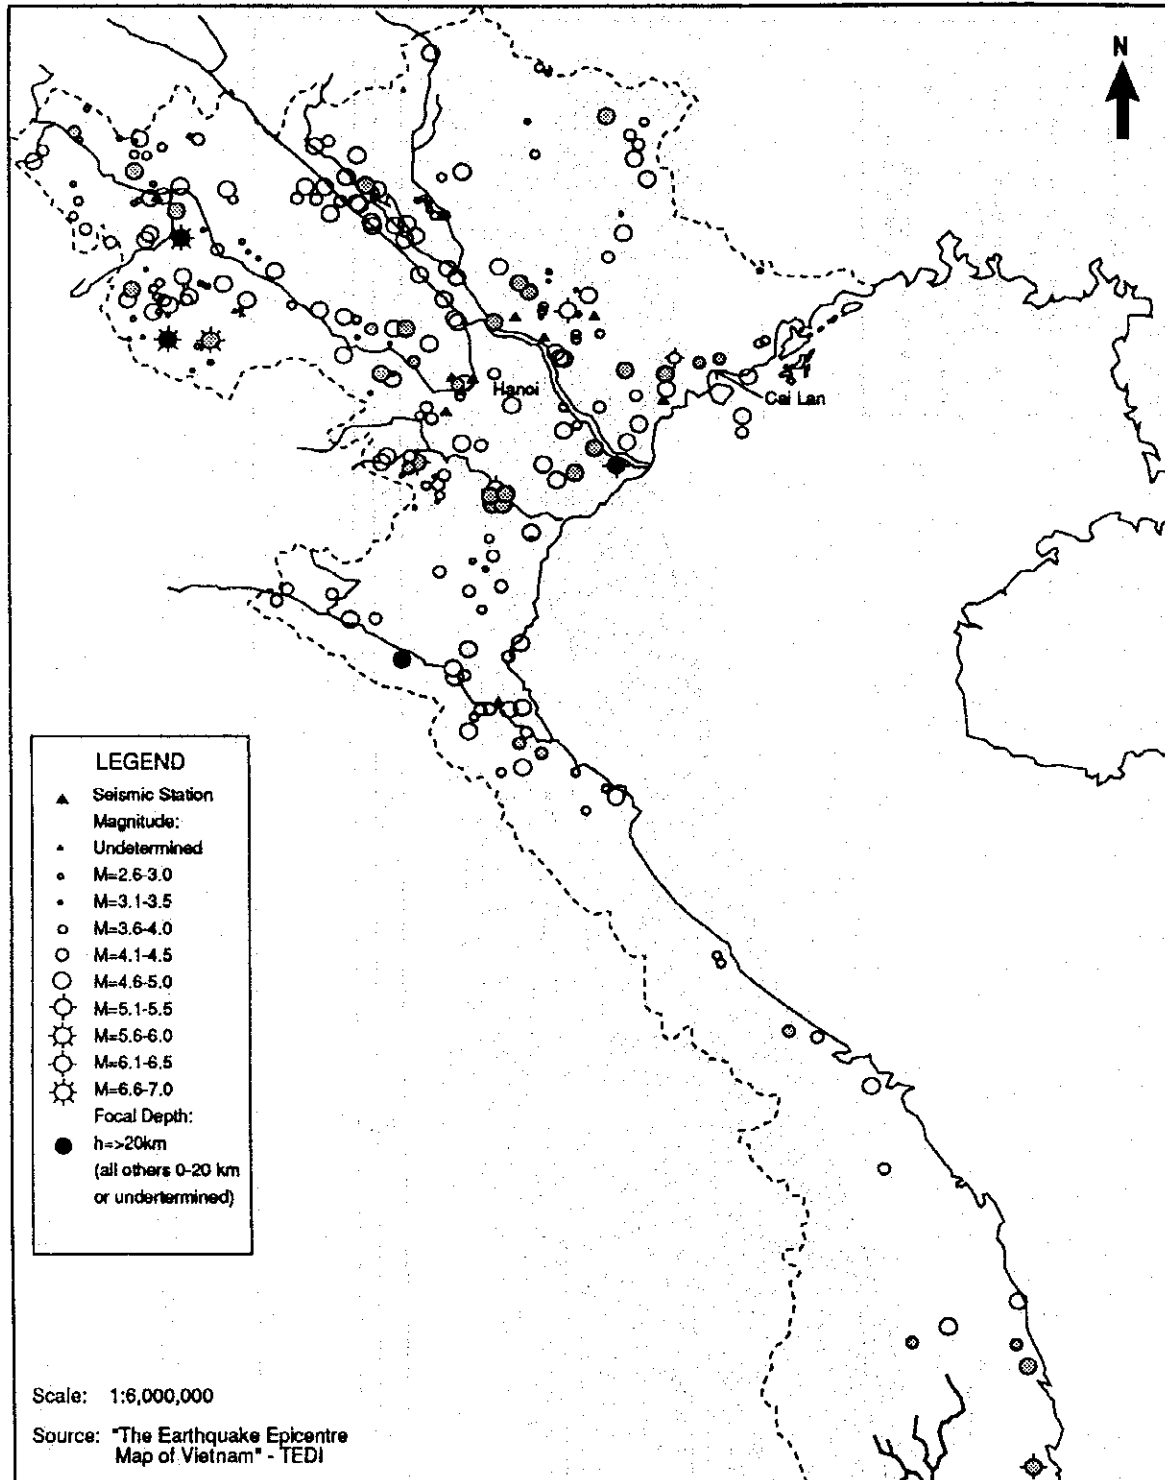 N
Hanoi
Cai Lan
LEGEND
Seismic Station
Magnitude:
Undetermined
M=2.6-3.0
M=3.1-3.5
M=3.6-4.0
M=4.1-4.5
M=4.6-5.0
M=5.1-5.5
M=5.6-6.0
M=6.1-6.5
M=6.6-7.0
Focal Depth:
h=>20km
(all others 0-20 km
or undertermined)
Scale: 1:6,000,000
Source: "The Earthquake Epicentre
Map of Vietnam" - TEDI